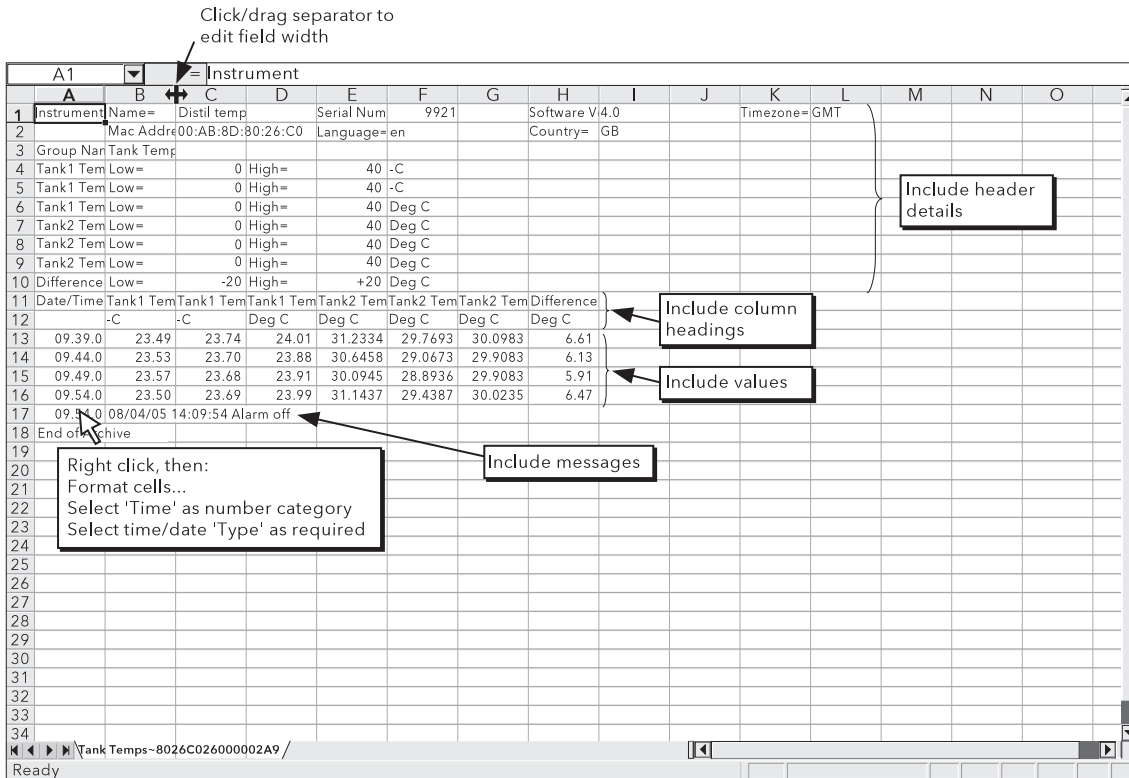 Click/drag separator to
edit field width
A1 = Instrument
A B C D E F G H I J K L M N O
1 Instrument Name= Distil temp Serial Num 9921 Software V 4.0 Timezone= GMT
2 Mac Addre 00:AB:8D:80:26:C0 Language= en Country= GB
3 Group Nan Tank Temp
4 Tank1 Tem Low= 0 High= 40 -C
5 Tank1 Tem Low= 0 High= 40 -C
6 Tank1 Tem Low= 0 High= 40 Deg C
7 Tank2 Tem Low= 0 High= 40 Deg C
8 Tank2 Tem Low= 0 High= 40 Deg C
9 Tank2 Tem Low= 0 High= 40 Deg C
10 Difference Low= -20 High= +20 Deg C
Include header
details
11 Date/Time Tank1 Tem Tank1 Tem Tank1 Tem Tank2 Tem Tank2 Tem Tank2 Tem Difference
12 -C -C Deg C Deg C Deg C Deg C Deg C
Include column
headings
13 09.39.0 23.49 23.74 24.01 31.2334 29.7693 30.0983 6.61
14 09.44.0 23.53 23.70 23.88 30.6458 29.0673 29.9083 6.13
15 09.49.0 23.57 23.68 23.91 30.0945 28.8936 29.9083 5.91
16 09.54.0 23.50 23.69 23.99 31.1437 29.4387 30.0235 6.47
Include values
17 09.54.0 08/04/05 14:09:54 Alarm off
18 End of Archive
Include messages
19
20
21
22
23
24
Right click, then:
Format cells...
Select 'Time' as number category
Select time/date 'Type' as required
25
26
27
28
29
30
31
32
33
34
Tank Temps~8026C026000002A9
Ready